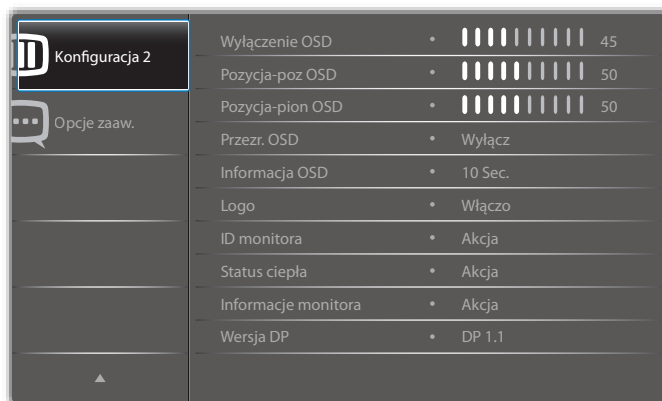 Konfiguracja 2
Opcje zaaw.
Wyłączenie OSD • 45
Pozycja-poz OSD • 50
Pozycja-pion OSD • 50
Przezr. OSD • Wyłącz
Informacja OSD • 10 Sec.
Logo • Włączo
ID monitora • Akcja
Status ciepła • Akcja
Informacje monitora • Akcja
Wersja DP • DP 1.1